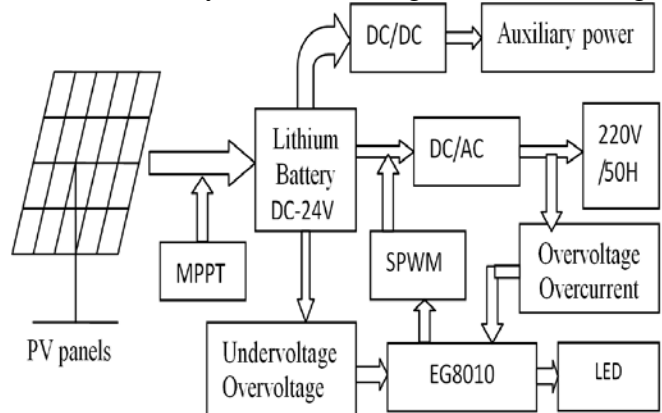 DC/DC
Auxiliary power
Lithium
Battery
DC-24V
DC/AC
220V
/50H
MPPT
SPWM
Overvoltage
Overcurrent
PV panels
Undervoltage
Overvoltage
EG8010
LED